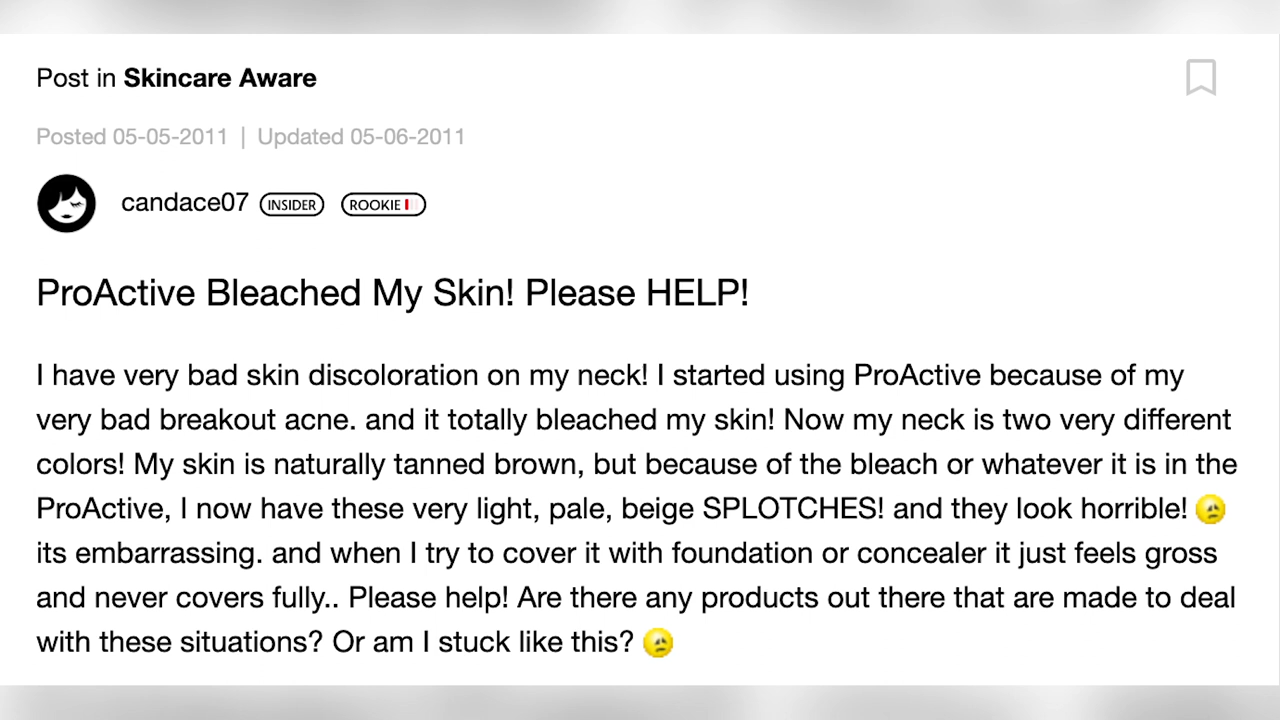 Post in Skincare Aware
Posted 05-05-2011 | Updated 05-06-2011
candace07 INSIDER ROOKIE
ProActive Bleached My Skin! Please HELP!
I have very bad skin discoloration on my neck! I started using ProActive because of my
very bad breakout acne. and it totally bleached my skin! Now my neck is two very different
colors! My skin is naturally tanned brown, but because of the bleach or whatever it is in the
ProActive, I now have these very light, pale, beige SPLOTCHES! and they look horrible!
its embarrassing. and when I try to cover it with foundation or concealer it just feels gross
and never covers fully.. Please help! Are there any products out there that are made to deal
with these situations? Or am I stuck like this?